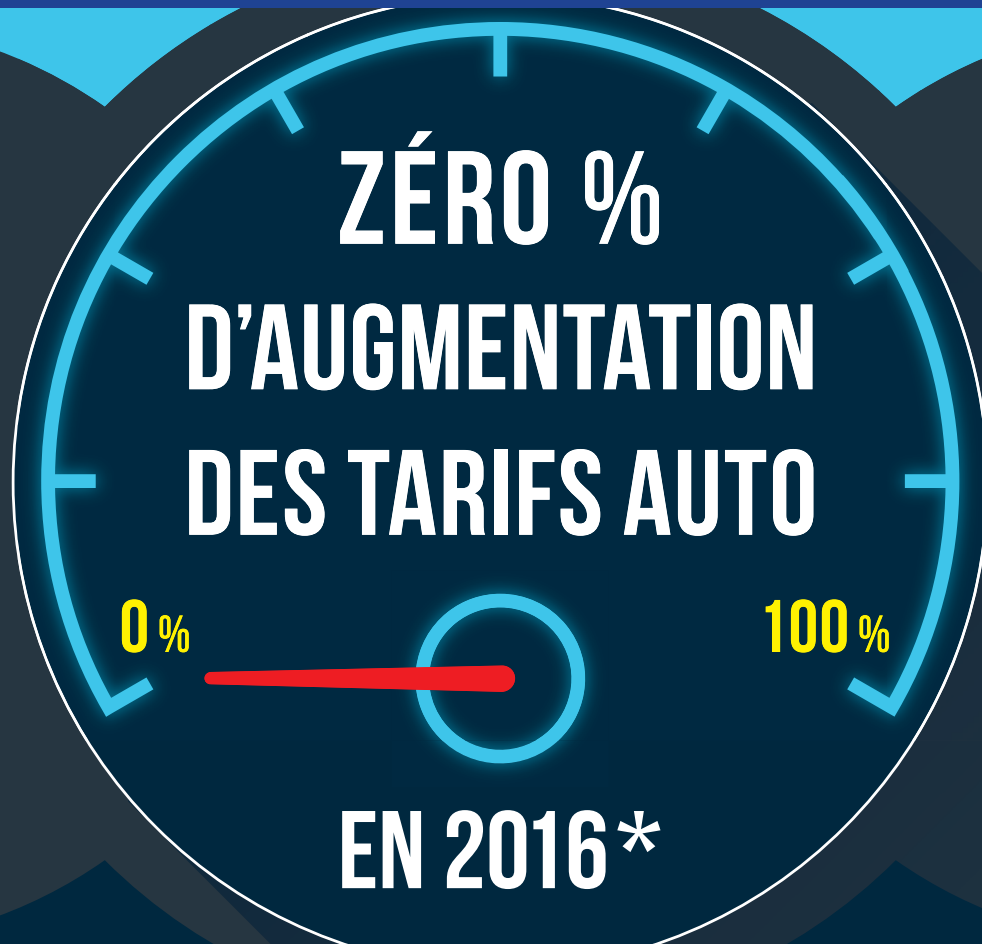 ZÉRO %
D’AUGMENTATION
DES TARIFS AUTO
0 %
100 %
EN 2016*